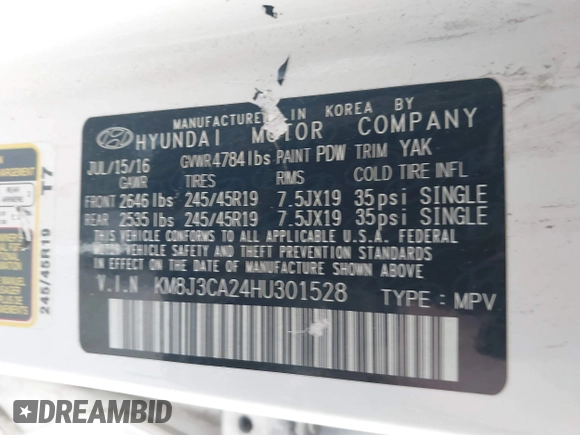 MANUFACTURED IN KOREA BY
HYUNDAI MOTOR COMPANY
JUL/15/16 GVWR 4784lbs PAINT PDW TRIM YAK
GAWR TIRES RIMS COLD TIRE INFL
FRONT 2646lbs 245/45R19 7.5JX19 35psi SINGLE
REAR 2535lbs 245/45R19 7.5JX19 35psi SINGLE
THIS VEHICLE CONFORMS TO ALL APPLICABLE U.S.A. FEDERAL
MOTOR VEHICLE SAFETY AND THEFT PREVENTION STANDARDS
IN EFFECT ON THE DATE OF MANUFACTURE SHOWN ABOVE.
V.I.N KM8J3CA24HU301528 TYPE : MPV
T7
245/45R19
DREAMBID